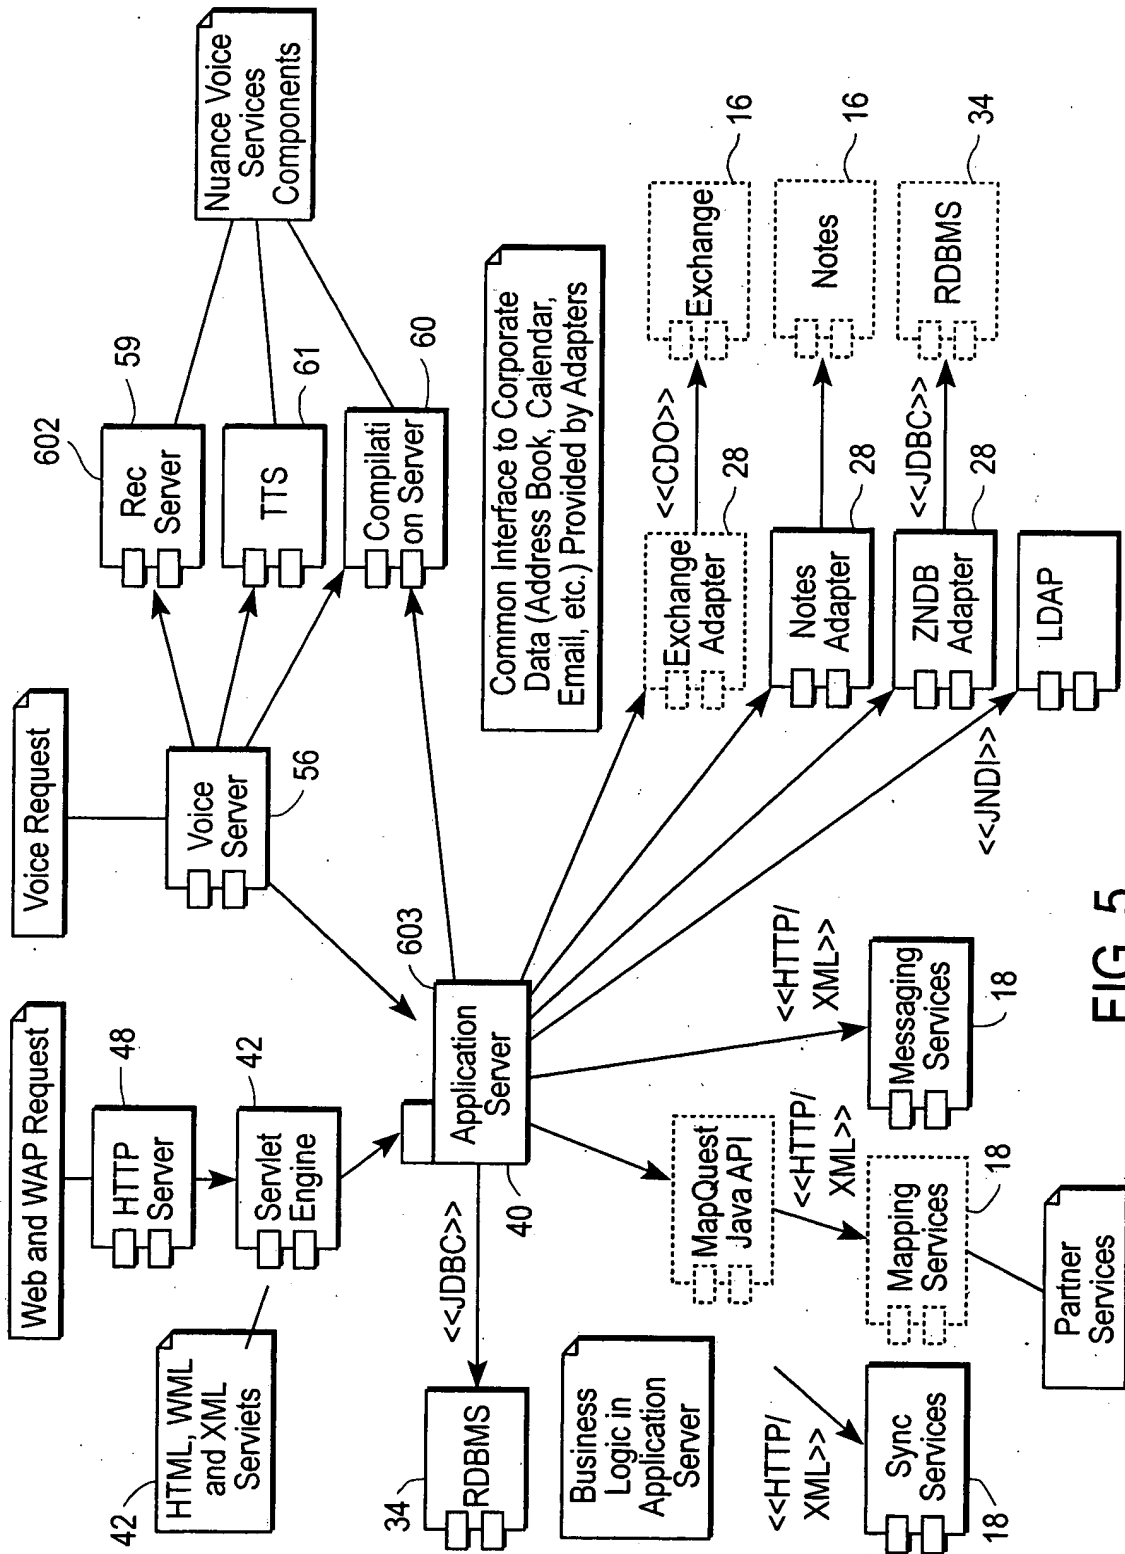 Web and WAP Request
Voice Request
48
HTTP
Server
42
Servlet
Engine
42
HTML, WML
and XML
Servlets
Voice
Server
56
602
59
Rec
Server
61
TTS
60
Compilati
on Server
Nuance Voice
Services
Components
603
Application
Server
40
<<JDBC>>
34
RDBMS
Business
Logic in
Application
Server
Common Interface to Corporate
Data (Address Book, Calendar,
Email, etc.) Provided by Adapters
Exchange
Adapter
28
<<CDO>>
Exchange
16
Notes
Adapter
28
Notes
16
ZNDB
Adapter
28
<<JDBC>>
RDBMS
34
<<JNDI>>
LDAP
MapQuest
Java API
<<HTTP/
XML>>
Messaging
Services
18
<<HTTP/
XML>>
Mapping
Services
18
<<HTTP/
XML>>
Sync
Services
18
Partner
Services
FIG. 5